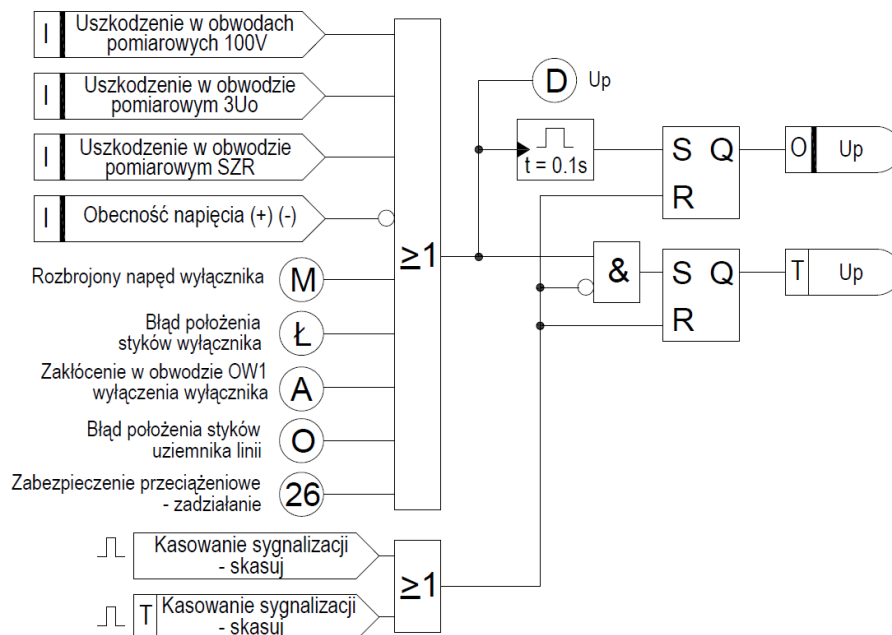 I
Uszkodzenie w obwodach
pomiarowych 100V
I
Uszkodzenie w obwodzie
pomiarowym 3Uo
I
Uszkodzenie w obwodzie
pomiarowym SZR
I
Obecność napięcia (+) (-)
Rozbrojony napęd wyłącznika
M
Błąd położenia
styków wyłącznika
Ł
Zakłócenie w obwodzie OW1
wyłączenia wyłącznika
A
Błąd położenia styków
uziemnika linii
O
Zabezpieczenie przeciążeniowe
- zadziałanie
26
≥1
D
Up
t = 0.1s
S Q
R
O
Up
&
S Q
R
T
Up
Kasowanie sygnalizacji
- skasuj
T
Kasowanie sygnalizacji
- skasuj
≥1